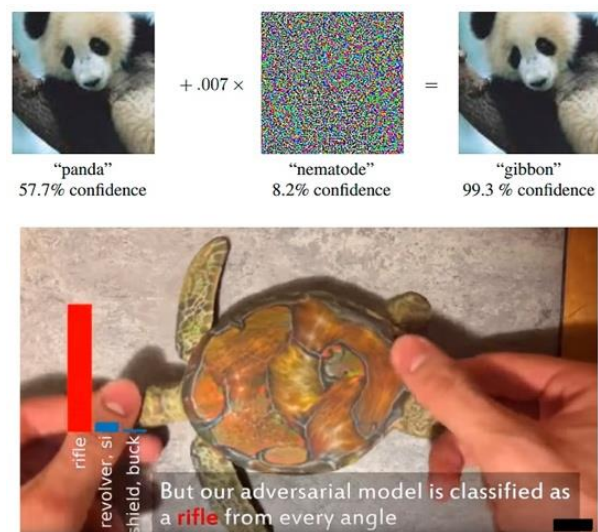 + .007 ×
=
“panda”
57.7% confidence
“nematode”
8.2% confidence
“gibbon”
99.3 % confidence
rifle
revolver, si
shield, buck
But our adversarial model is classified as
a rifle from every angle